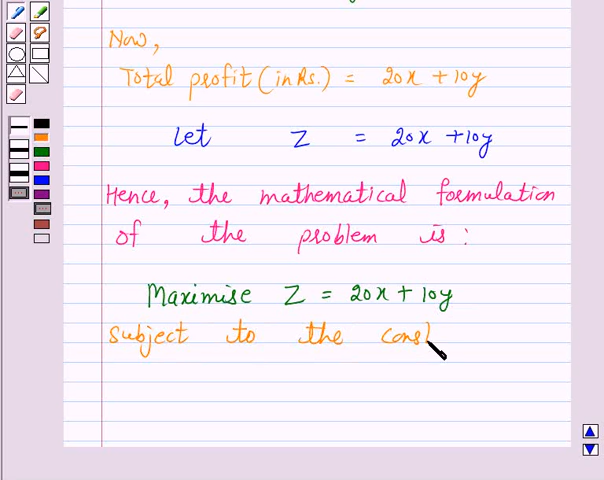 Now,
Total profit (in Rs.) = 20x + 10y
Let Z = 20x + 10y
Hence, the mathematical formulation
of the problem is :
Maximise Z = 20x + 10y
Subject to the